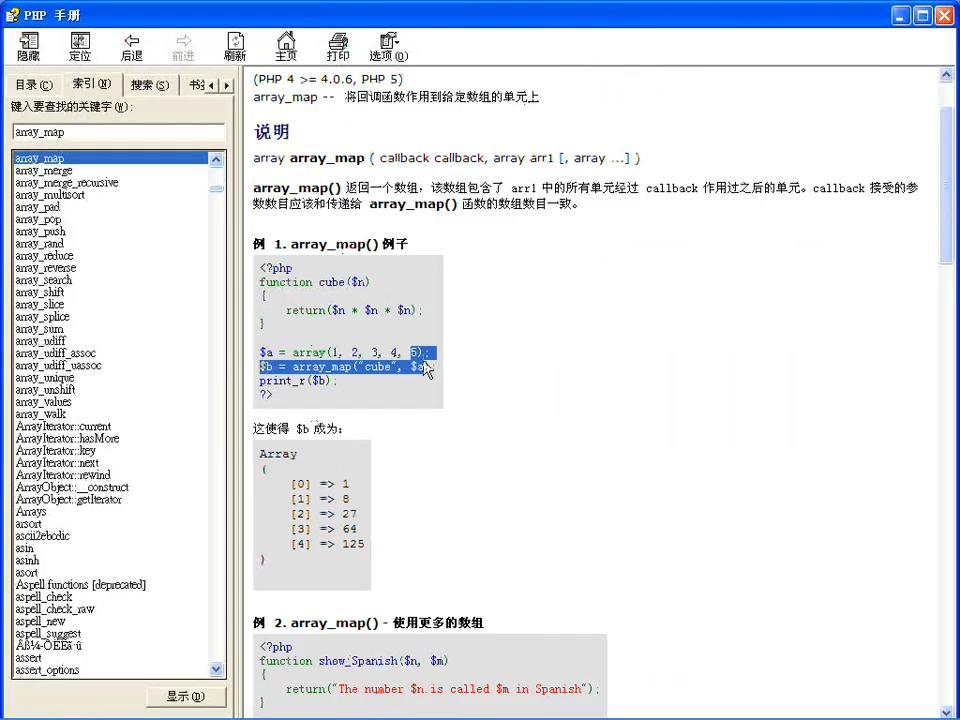 PHP 手册
隐藏 定位 后退 前进 刷新 主页 打印 选项(O)
目录(C) 索引(N) 搜索(S)
键入要查找的关键字(W):
array_map
array_map
array_merge
array_merge_recursive
array_multisort
array_pad
array_pop
array_push
array_rand
array_reduce
array_reverse
array_search
array_shift
array_slice
array_splice
array_sum
array_udiff
array_udiff_assoc
array_udiff_uassoc
array_unique
array_unshift
array_values
array_walk
ArrayIterator::current
ArrayIterator::hasMore
ArrayIterator::key
ArrayIterator::next
ArrayIterator::rewind
ArrayObject::__construct
ArrayObject::getIterator
Arrays
arsort
ascii2ebcdic
asin
asinh
asort
Aspell functions [deprecated]
aspell_check
aspell_check_raw
aspell_new
aspell_suggest
assert
assert_options
显示(D)
(PHP 4 >= 4.0.6, PHP 5)
array_map -- 将回调函数作用到给定数组的单元上
说明
array array_map ( callback callback, array arr1 [, array ...] )
array_map() 返回一个数组，该数组包含了 arr1 中的所有单元经过 callback 作用过之后的单元。callback 接受的参
数数目应该和传递给 array_map() 函数的数组数目一致。
例 1. array_map() 例子
<?php
function cube($n)
{
return($n * $n * $n);
}
$a = array(1, 2, 3, 4, 5);
$b = array_map("cube", $a
print_r($b);
?>
这使得 $b 成为:
Array
(
[0] => 1
[1] => 8
[2] => 27
[3] => 64
[4] => 125
)
例 2. array_map() - 使用更多的数组
<?php
function show_Spanish($n, $m)
{
return("The number $n is called $m in Spanish");